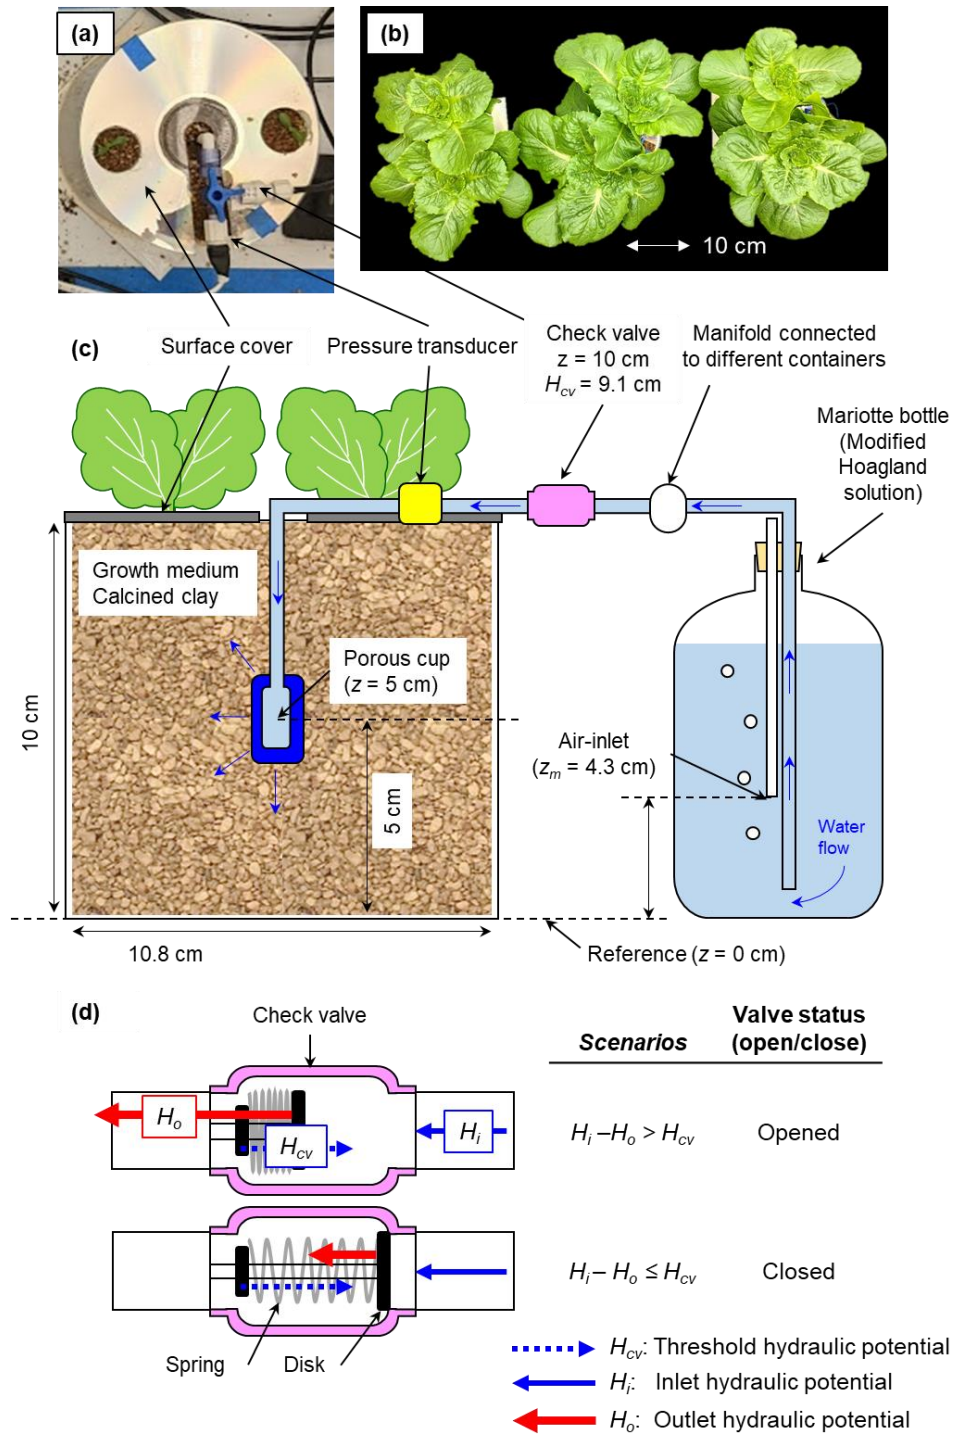 (a)
(b)
10 cm
(c)
Surface cover
Pressure transducer
Check valve
z = 10 cm
Hcv = 9.1 cm
Manifold connected
to different containers
Mariotte bottle
(Modified
Hoagland
solution)
Growth medium
Calcined clay
Porous cup
(z = 5 cm)
10 cm
5 cm
Air-inlet
(zm = 4.3 cm)
Water
flow
10.8 cm
Reference (z = 0 cm)
(d)
Check valve
Scenarios
Valve status
(open/close)
Ho
Hcv
Hi
Hi –Ho > Hcv
Opened
Hi – Ho ≤ Hcv
Closed
Spring
Disk
Hcv: Threshold hydraulic potential
Hi: Inlet hydraulic potential
Ho: Outlet hydraulic potential